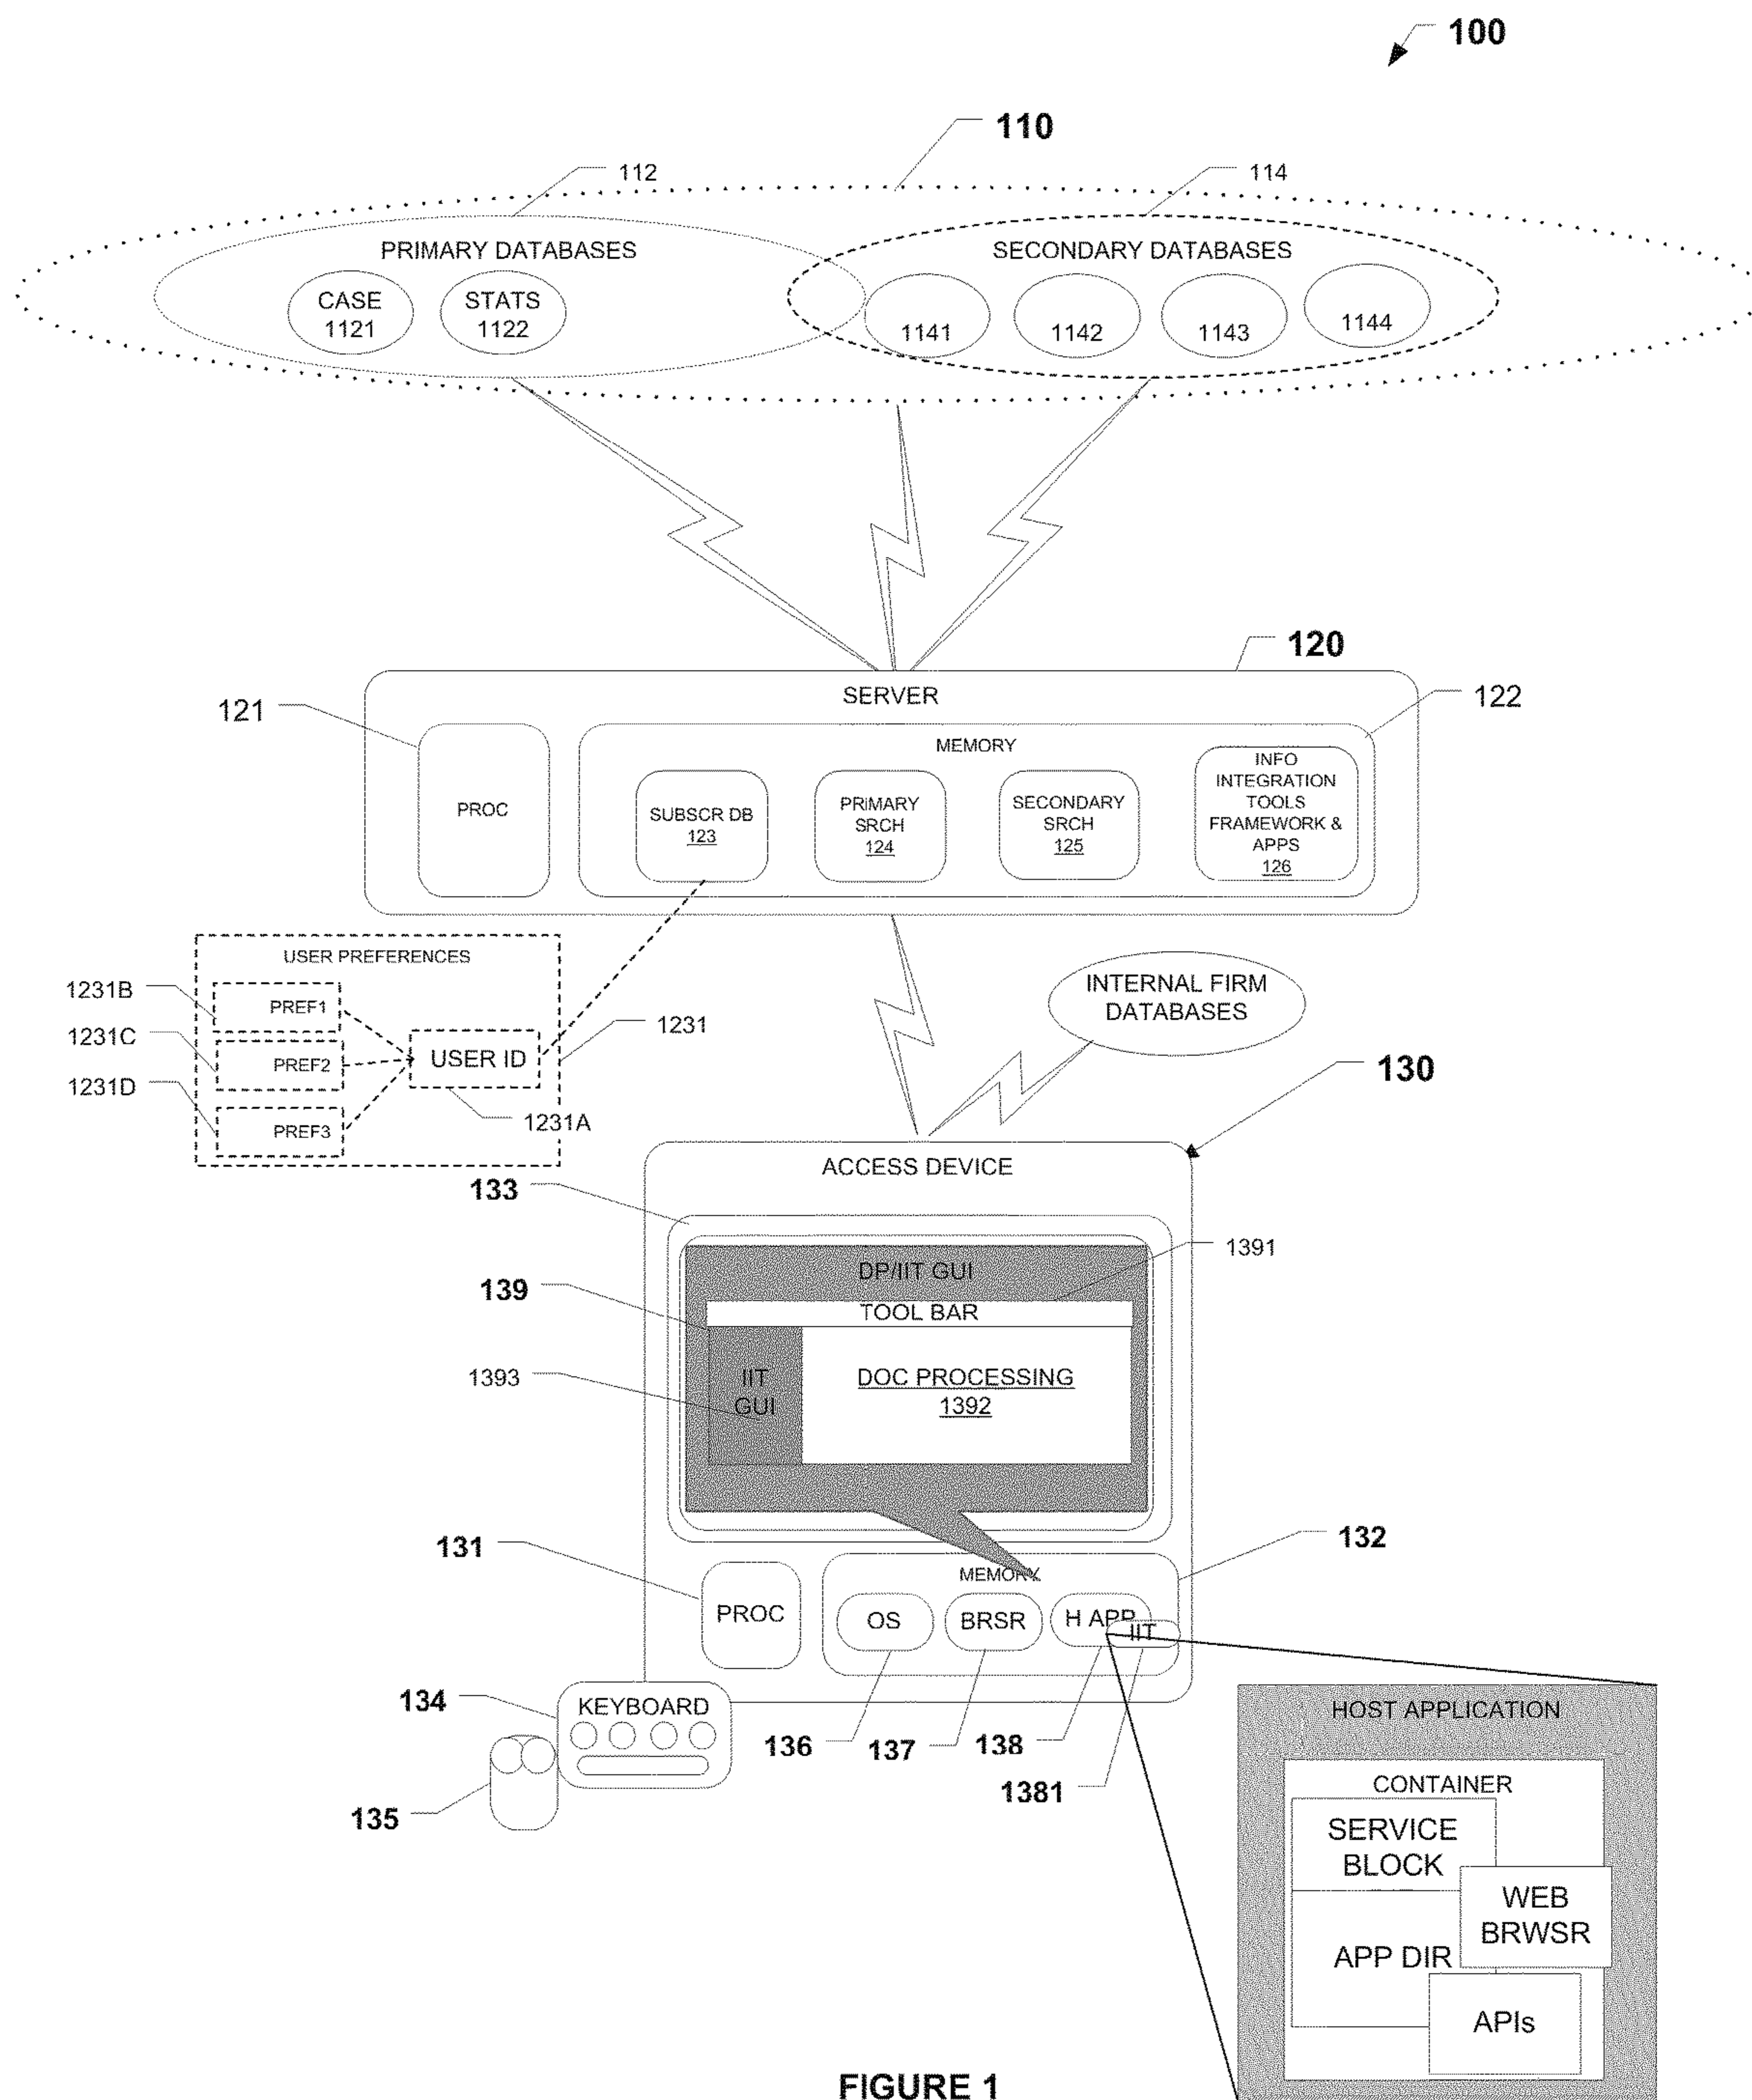 100
110
112
114
PRIMARY DATABASES
SECONDARY DATABASES
CASE
1121
STATS
1122
1141
1142
1143
1144
120
SERVER
121
122
MEMORY
PROC
SUBSCR DB
123
PRIMARY
SRCH
124
SECONDARY
SRCH
125
INFO
INTEGRATION
TOOLS
FRAMEWORK &
APPS
126
USER PREFERENCES
1231B
PREF1
1231C
PREF2
1231D
PREF3
USER ID
1231
1231A
INTERNAL FIRM
DATABASES
130
ACCESS DEVICE
133
1391
DP/IIT GUI
139
TOOL BAR
1393
IIT
GUI
DOC PROCESSING
1392
131
132
PROC
MEMORY
OS
BRSR
H APP
IIT
134
KEYBOARD
135
136
137
138
1381
HOST APPLICATION
CONTAINER
SERVICE
BLOCK
WEB
BRWSR
APP DIR
APIs
FIGURE 1